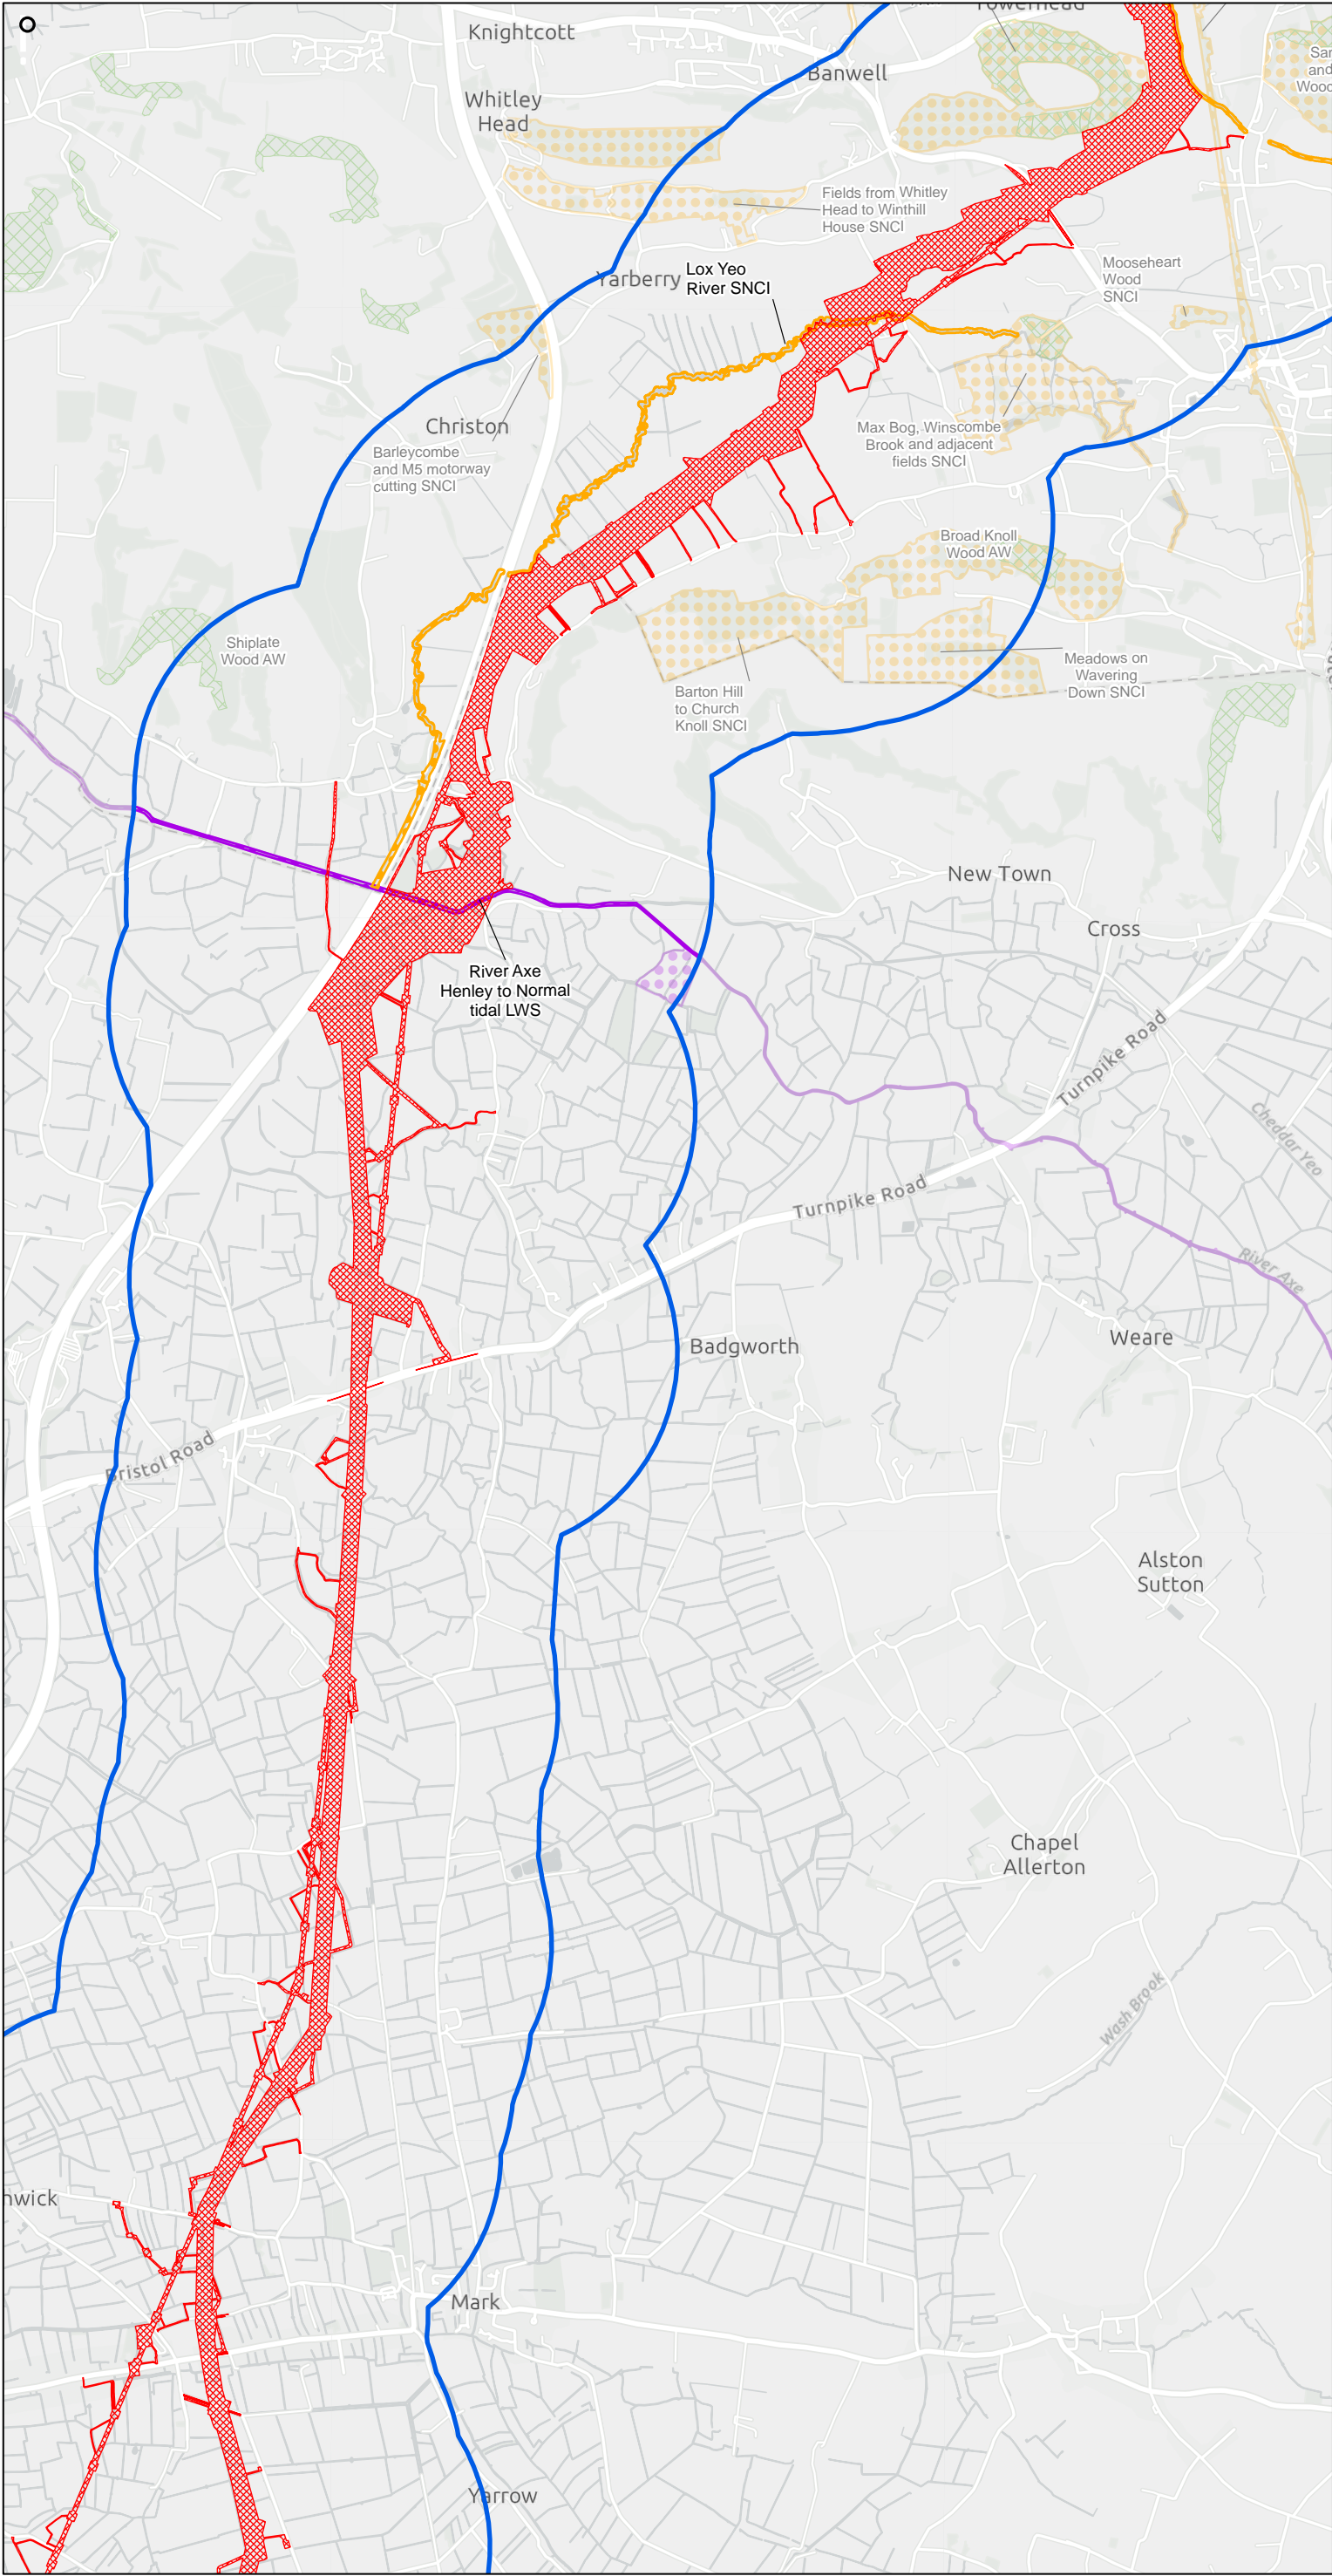 Knightcott
Towerhead
Banwell
Whitley
Head
Fields from Whitley
Head to Winthill
House SNCI
Yarberry
Lox Yeo
River SNCI
Mooseheart
Wood
SNCI
Christon
Barleycombe
and M5 motorway
cutting SNCI
Max Bog, Winscombe
Brook and adjacent
fields SNCI
Broad Knoll
Wood AW
Shiplate
Wood AW
Barton Hill
to Church
Knoll SNCI
Meadows on
Wavering
Down SNCI
New Town
Cross
River Axe
Henley to Normal
tidal LWS
Turnpike Road
Cheddar Yeo
Turnpike Road
River Axe
Badgworth
Weare
Bristol Road
Alston
Sutton
Chapel
Allerton
Wash Brook
nwick
Mark
Yarrow